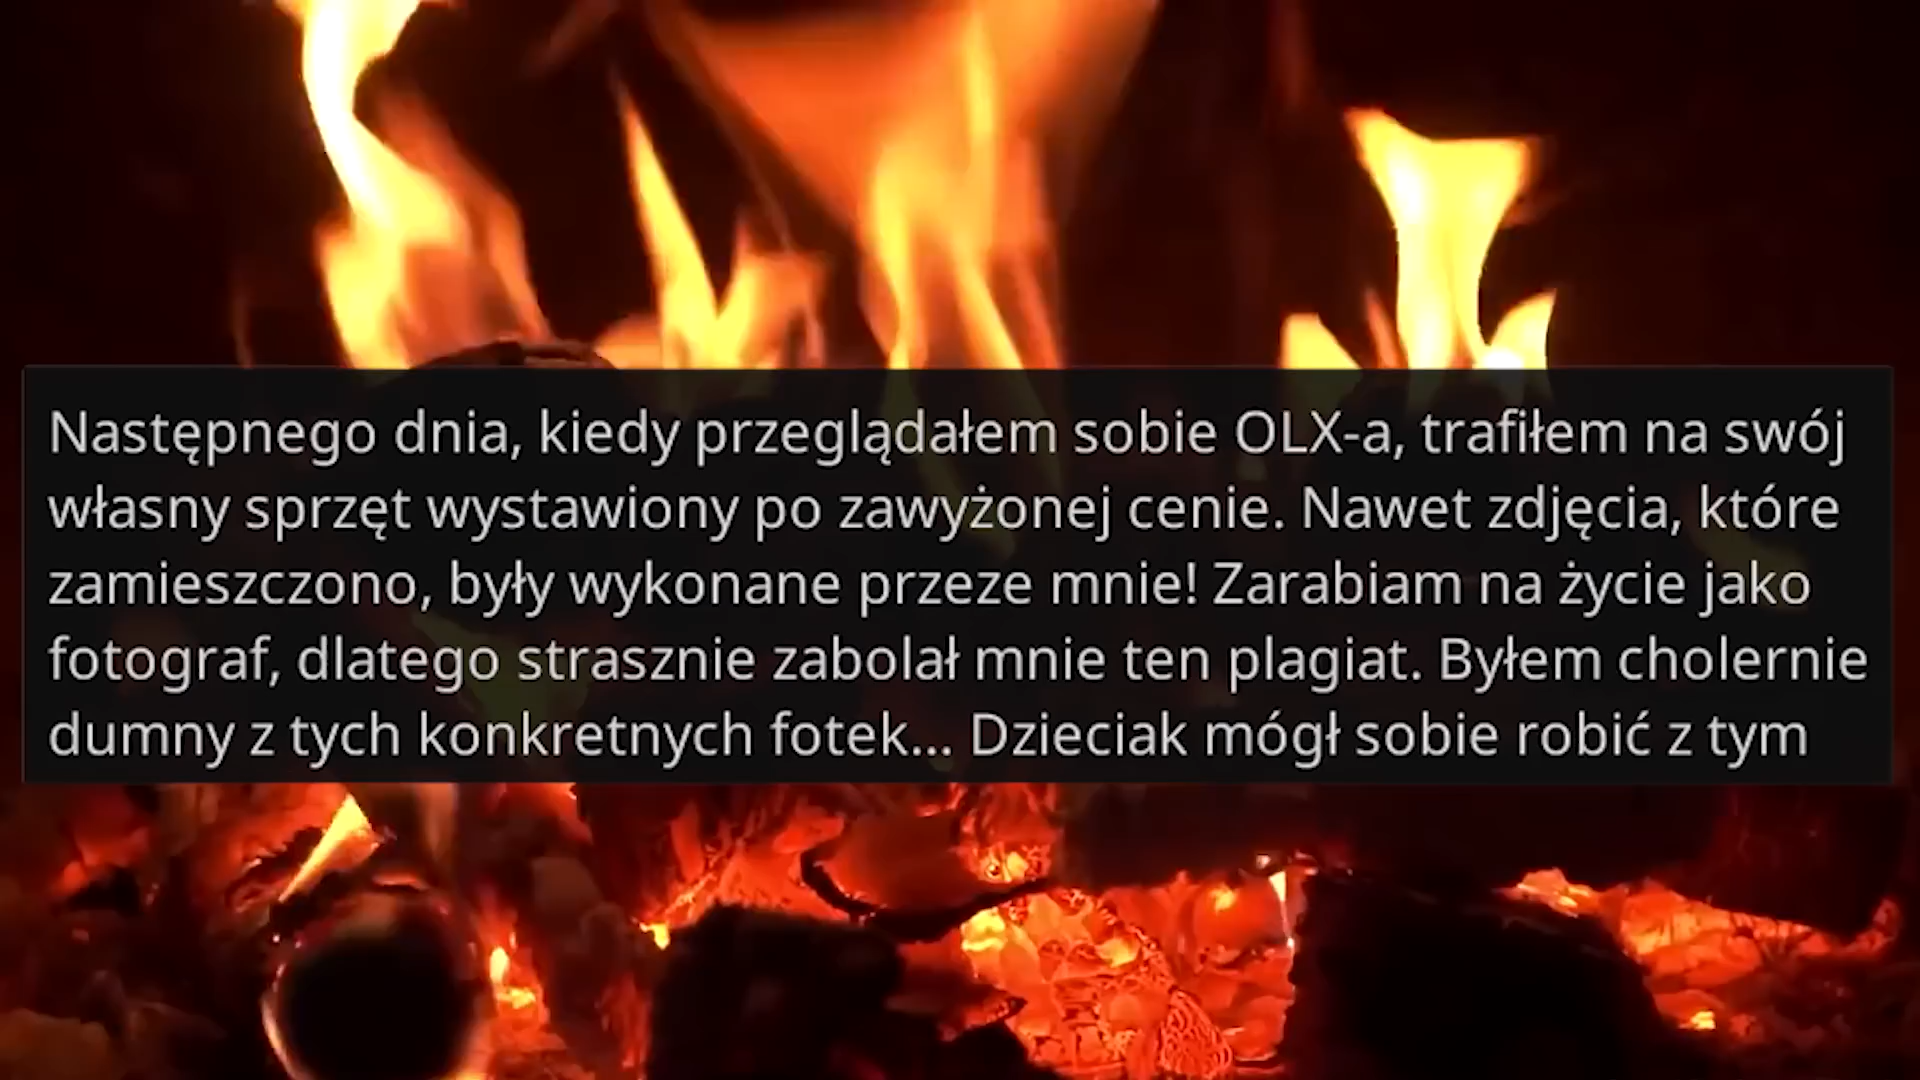 Następnego dnia, kiedy przeglądałem sobie OLX-a, trafiłem na swój
własny sprzęt wystawiony po zawyżonej cenie. Nawet zdjęcia, które
zamieszczono, były wykonane przeze mnie! Zarabiam na życie jako
fotograf, dlatego strasznie zabolał mnie ten plagiat. Byłem cholernie
dumny z tych konkretnych fotek... Dzieciak mógł sobie robić z tym